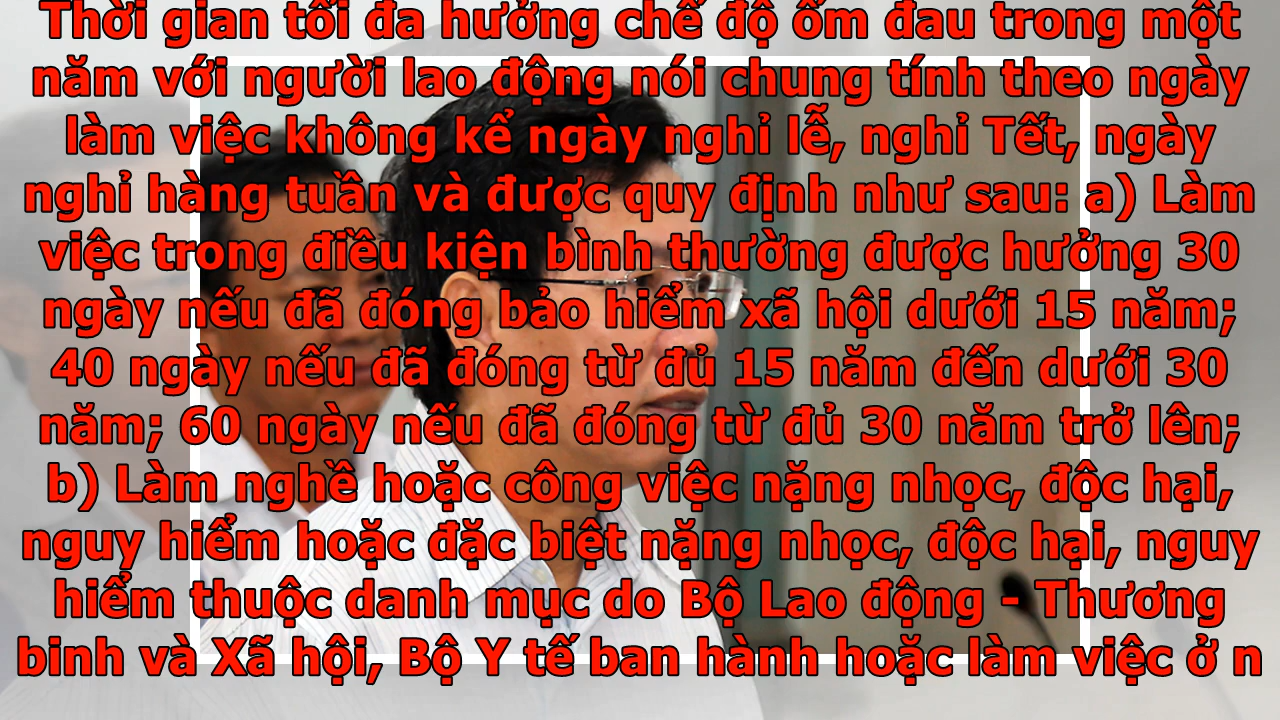 Thời gian tối đa hưởng chế độ ốm đau trong một
năm với người lao động nói chung tính theo ngày
làm việc không kể ngày nghỉ lễ, nghỉ Tết, ngày
nghỉ hàng tuần và được quy định như sau: a) Làm
việc trong điều kiện bình thường được hưởng 30
ngày nếu đã đóng bảo hiểm xã hội dưới 15 năm;
40 ngày nếu đã đóng từ đủ 15 năm đến dưới 30
năm; 60 ngày nếu đã đóng từ đủ 30 năm trở lên;
b) Làm nghề hoặc công việc nặng nhọc, độc hại,
nguy hiểm hoặc đặc biệt nặng nhọc, độc hại, nguy
hiểm thuộc danh mục do Bộ Lao động - Thương
binh và Xã hội, Bộ Y tế ban hành hoặc làm việc ở n